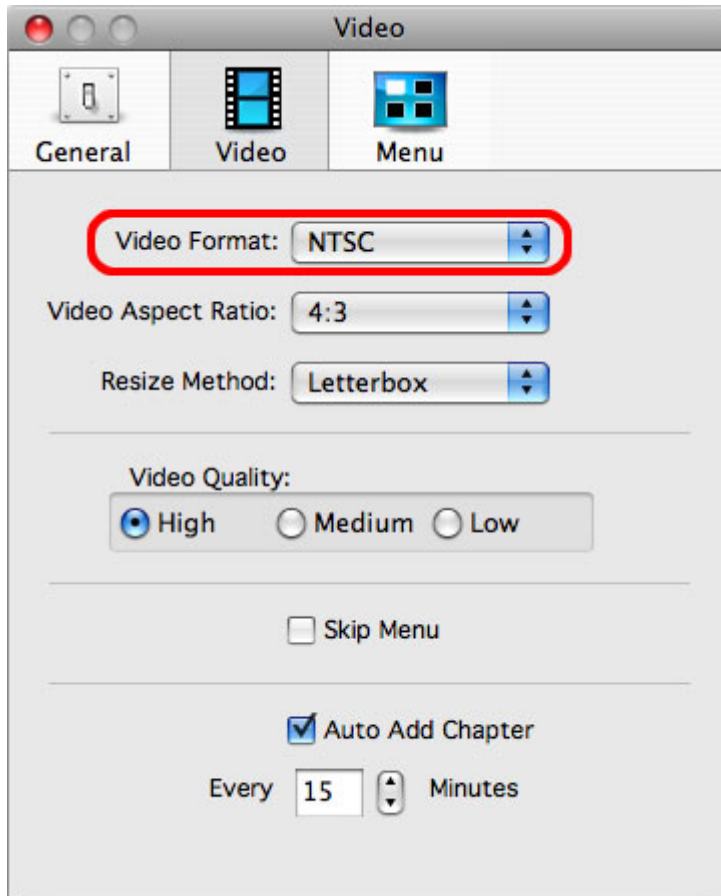 Video
General Video Menu
Video Format: NTSC
Video Aspect Ratio: 4:3
Resize Method: Letterbox
Video Quality:
High Medium Low
Skip Menu
Auto Add Chapter
Every 15 Minutes